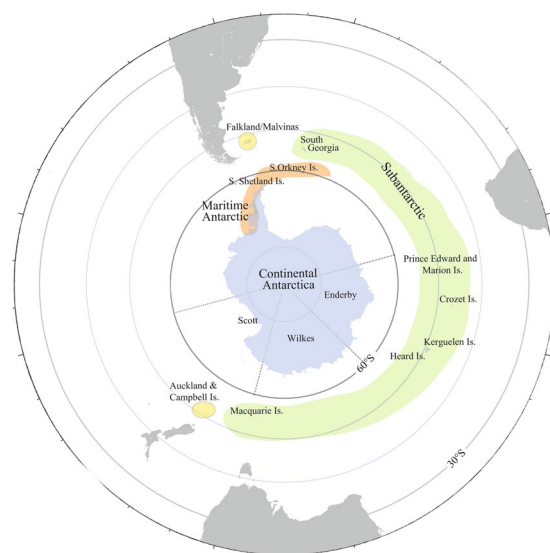 Falkland/Malvinas
South
Georgia
S.Orkney Is.
S. Shetland Is.
Subantarctic
Maritime
Antarctic
Prince Edward and
Marion Is.
Continental
Antarctica
Enderby
Crozet Is.
Scott
Wilkes
Kerguelen Is.
Heard Is.
60°S
Auckland &
Campbell Is.
Macquarie Is.
30°S